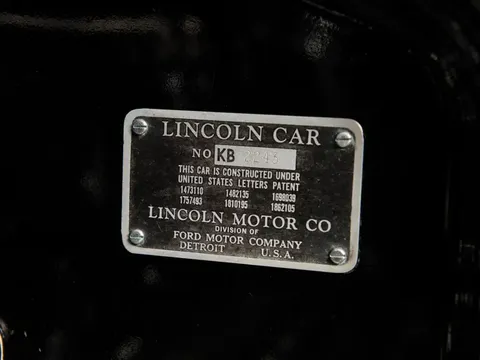 LINCOLN CAR
NO KB 2245
THIS CAR IS CONSTRUCTED UNDER
UNITED STATES LETTERS PATENT
1473110 1482135 1698039
1757493 1810195 1862105
LINCOLN MOTOR CO
DIVISION OF
FORD MOTOR COMPANY
DETROIT U.S.A.